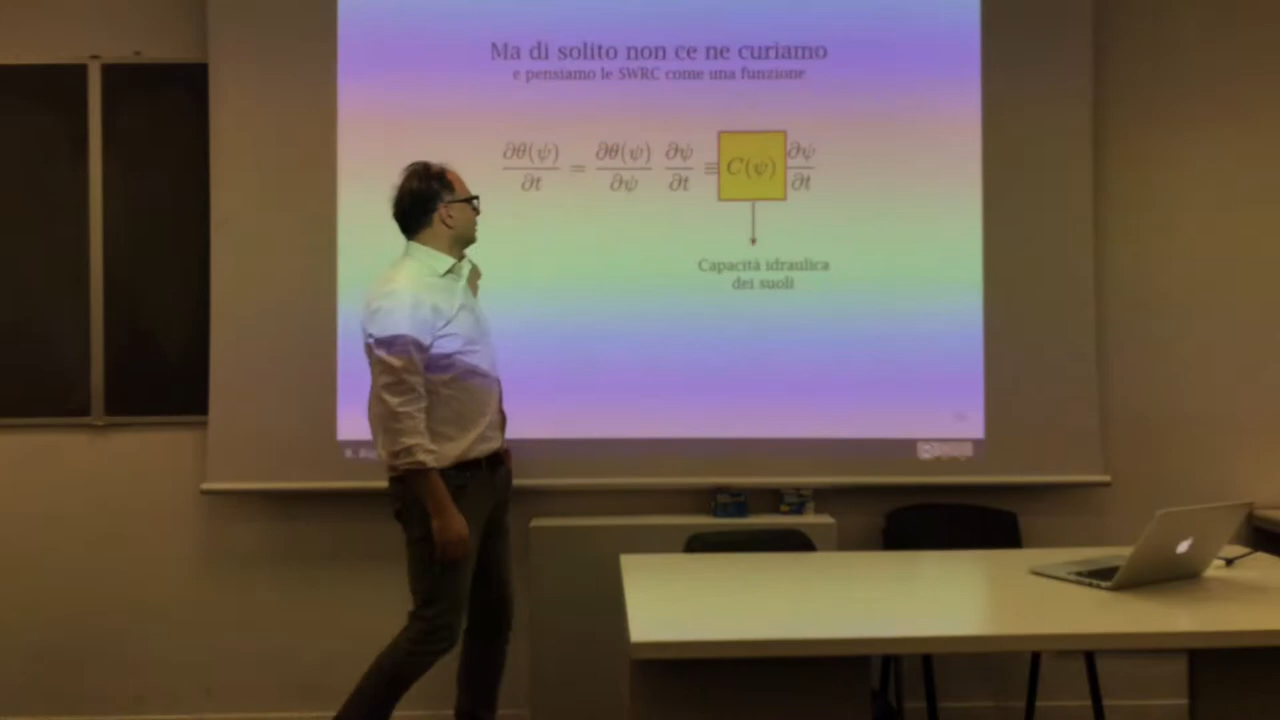 Ma di solito non ce ne curiamo
e pensiamo le SWRC come una funzione
∂θ(ψ)/∂t = ∂θ(ψ)/∂ψ ∂ψ/∂t ≡ C(ψ) ∂ψ/∂t
Capacità idraulica
dei suoli